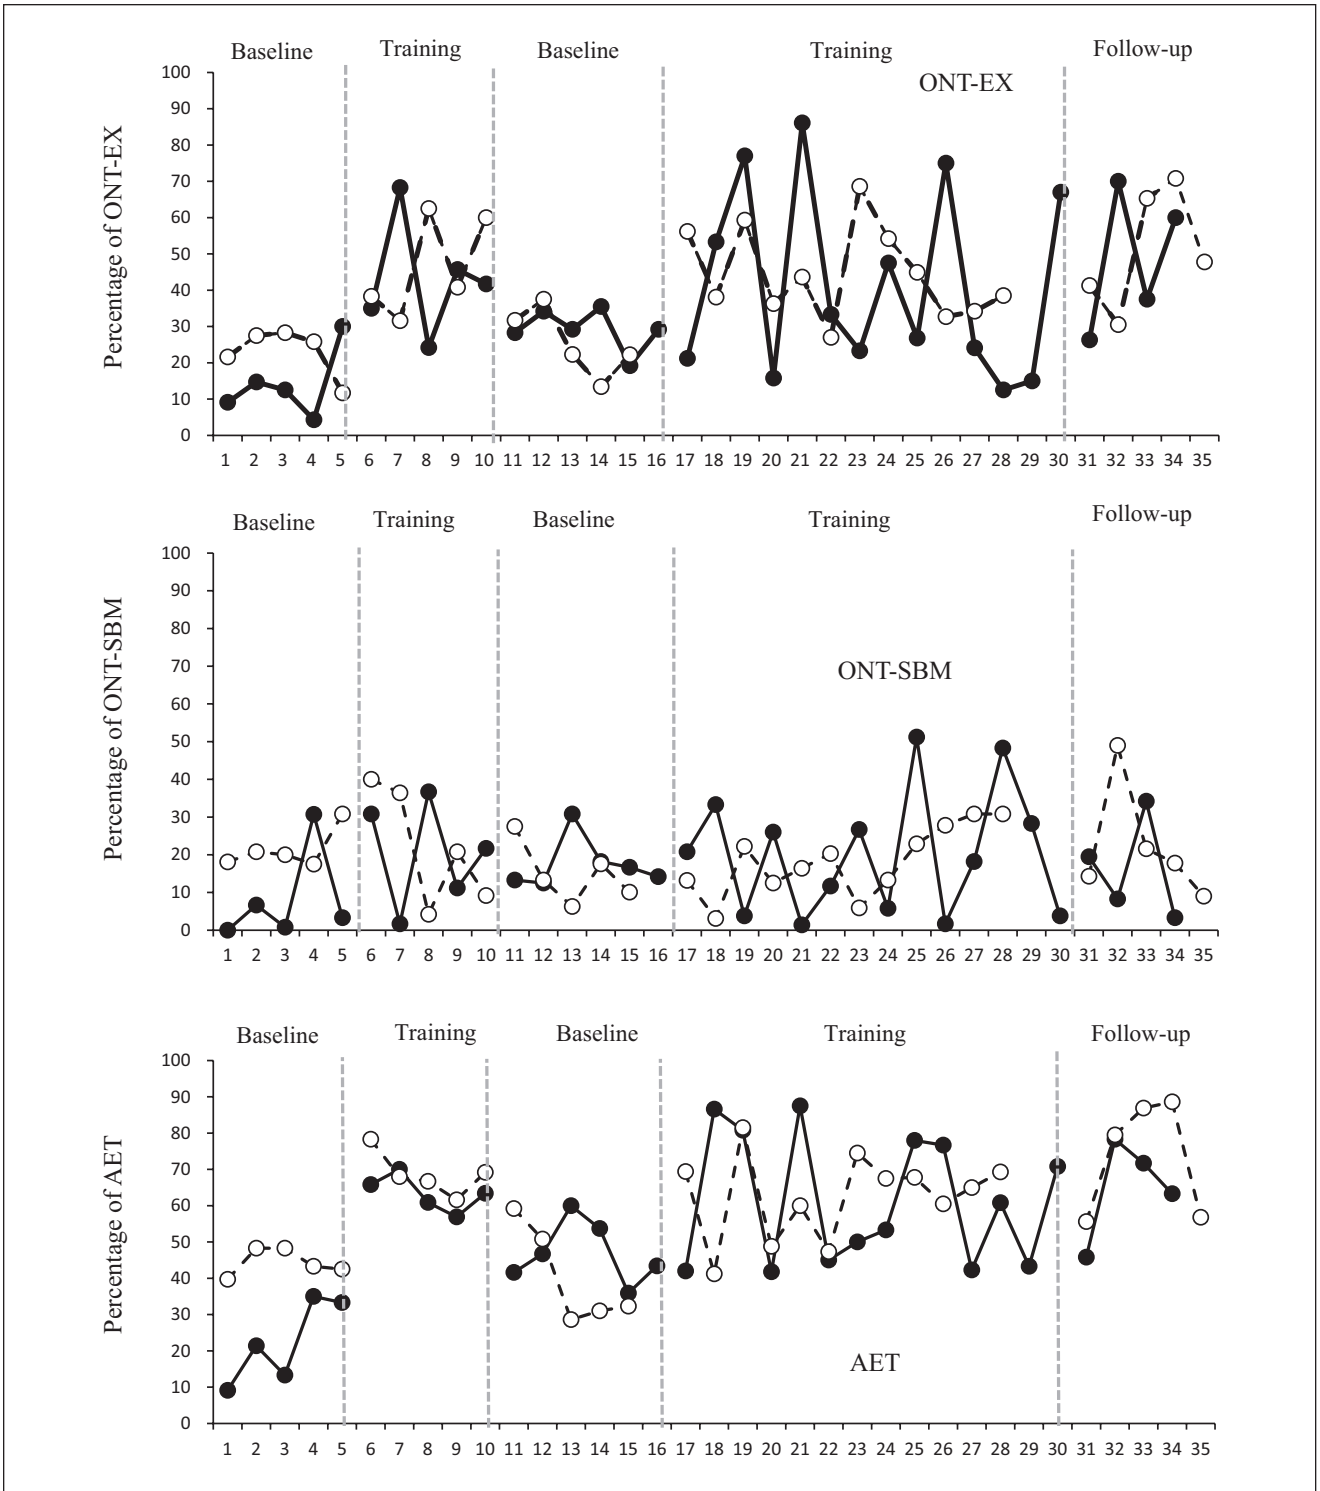 Baseline Training Baseline Training Follow-up
ONT-EX
Percentage of ONT-EX
100
90
80
70
60
50
40
30
20
10
0
1 2 3 4 5 6 7 8 9 10 11 12 13 14 15 16 17 18 19 20 21 22 23 24 25 26 27 28 29 30 31 32 33 34 35
Baseline Training Baseline Training Follow-up
ONT-SBM
Percentage of ONT-SBM
100
90
80
70
60
50
40
30
20
10
0
1 2 3 4 5 6 7 8 9 10 11 12 13 14 15 16 17 18 19 20 21 22 23 24 25 26 27 28 29 30 31 32 33 34 35
Baseline Training Baseline Training Follow-up
Percentage of AET
100
90
80
70
60
50
40
30
20
10
0
AET
1 2 3 4 5 6 7 8 9 10 11 12 13 14 15 16 17 18 19 20 21 22 23 24 25 26 27 28 29 30 31 32 33 34 35